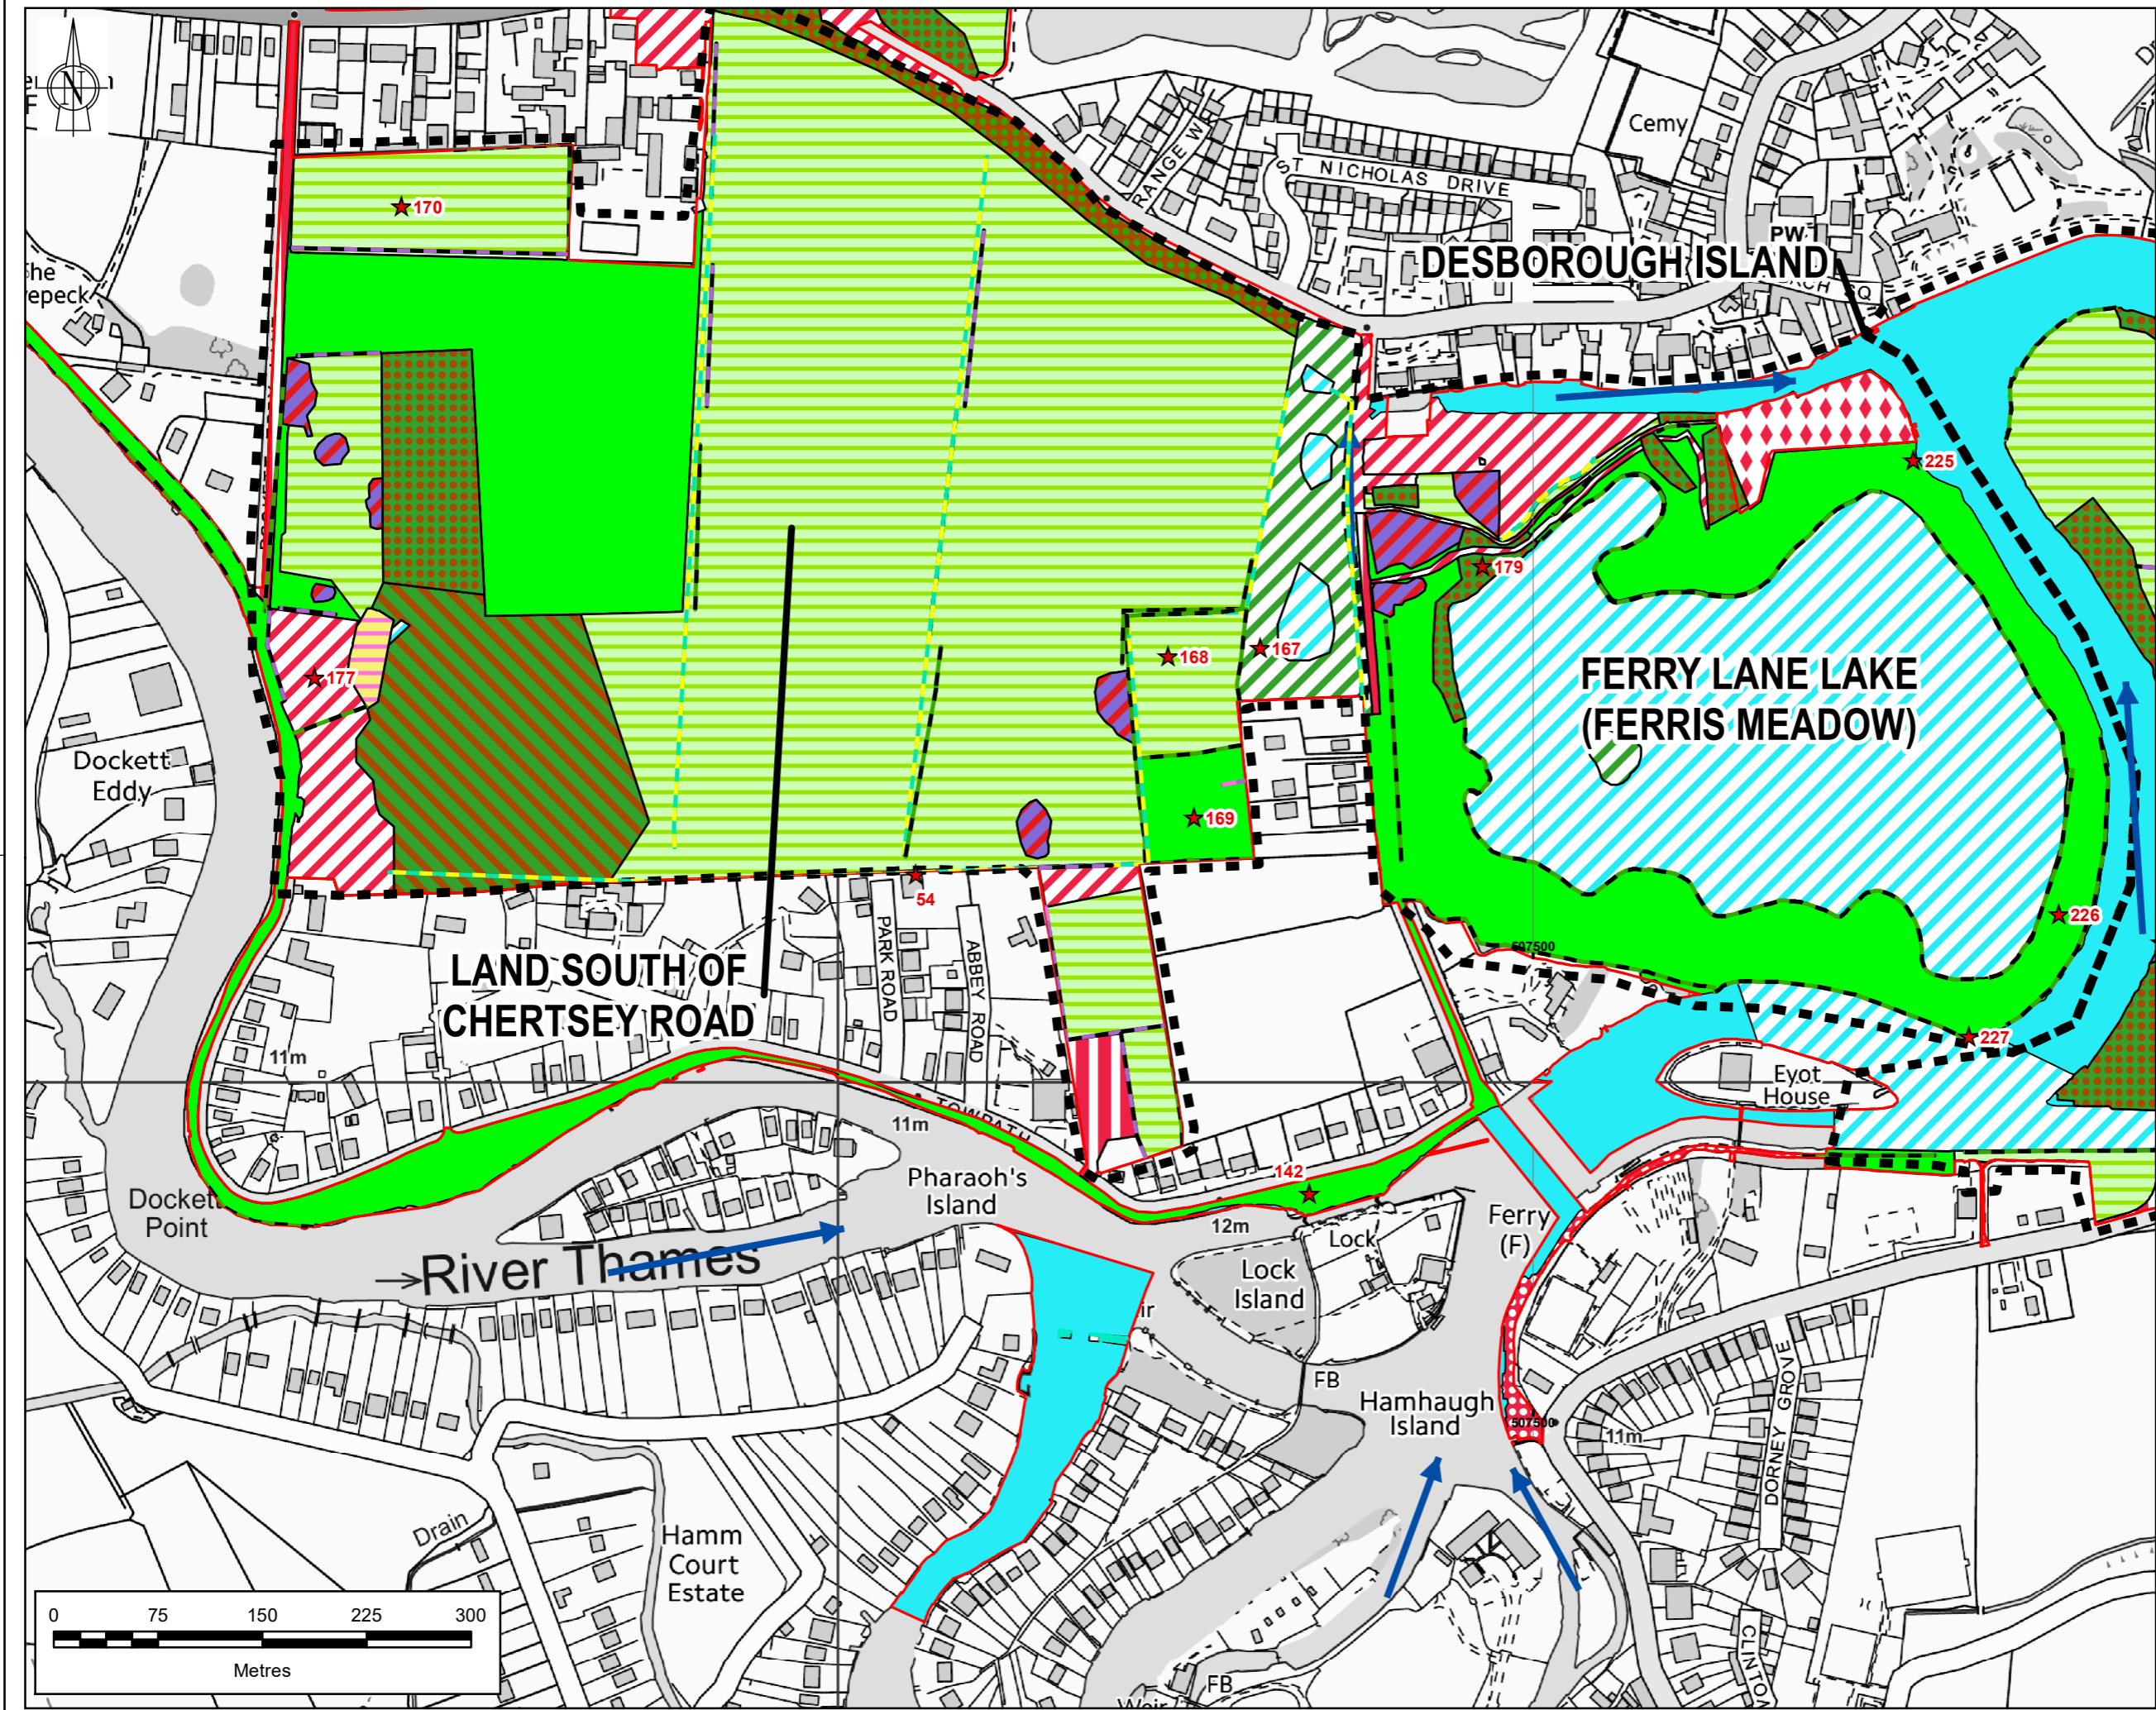 N
170
RANGE W
ST NICHOLAS DRIVE
Cemy
PW
DESBOROUGH ISLAND
SQ
225
179
168
167
177
FERRY LANE LAKE
(FERRIS MEADOW)
Dockett
Eddy
169
54
226
507500
PARK ROAD
ABBEY ROAD
LAND SOUTH OF
CHERTSEY ROAD
227
11m
Eyot
House
TOWPATH
11m
142
Pharaoh's
Island
Dockett
Point
12m
Lock
Ferry
(F)
River Thames
Lock
Island
FB
Hamhaugh
Island
507500
11m
DORNEY GROVE
Drain
Hamm
Court
Estate
0 75 150 225 300
Metres
FB
Weir